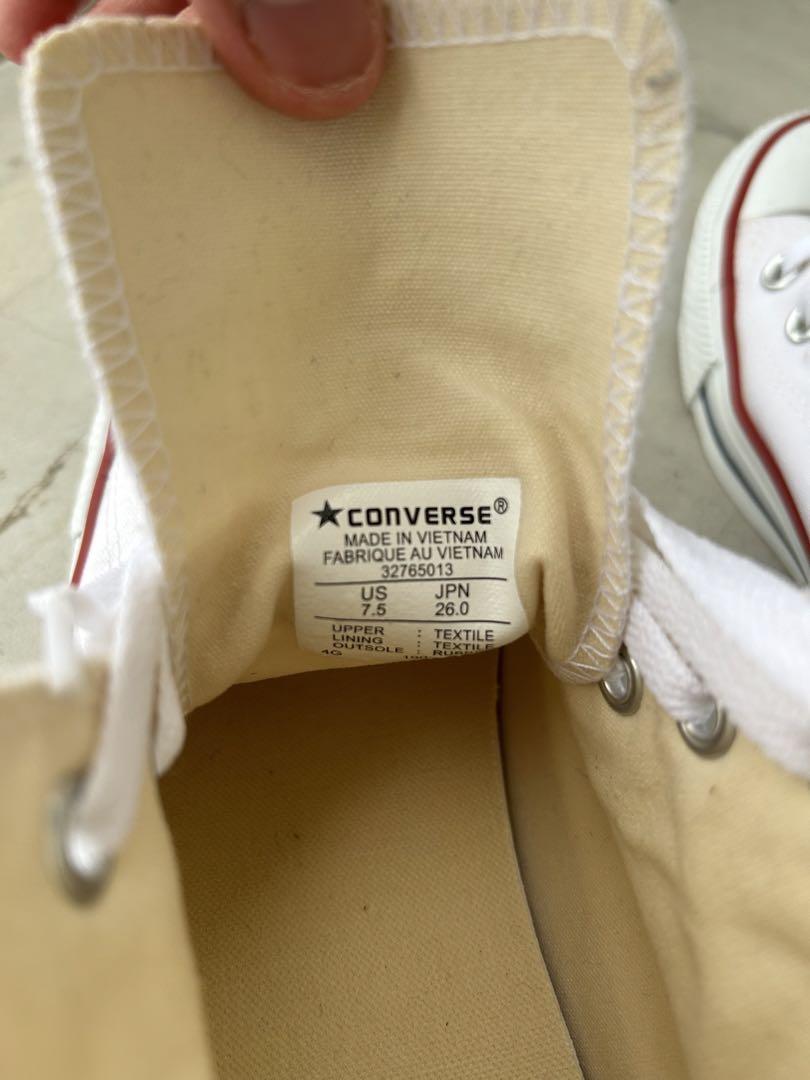 ★CONVERSE®
MADE IN VIETNAM
FABRIQUE AU VIETNAM
32765013
US JPN
7.5 26.0
UPPER : TEXTILE
LINING : TEXTILE
OUTSOLE :
4G